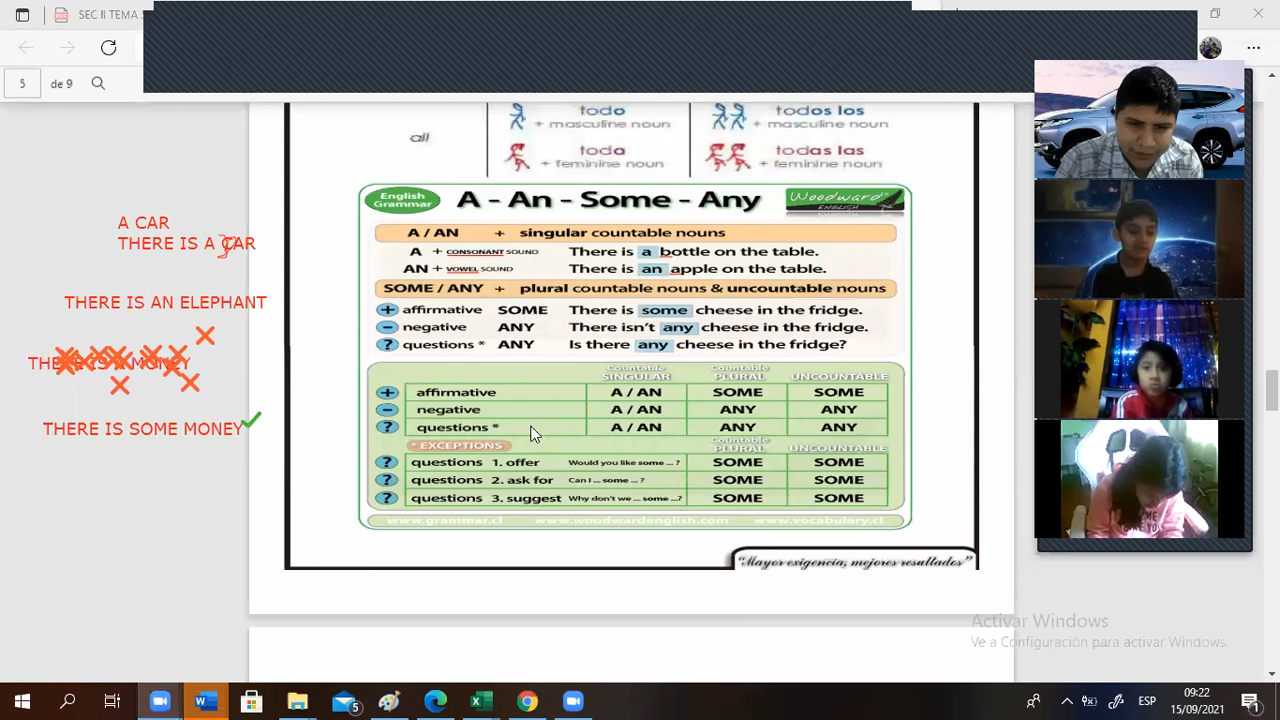 SEC II TEMA
5 de 9
all
todo
+ masculine noun
todos los
+ masculine noun
toda
+ feminine noun
todas las
+ feminine noun
English Grammar
A - An - Some - Any
Woodward ENGLISH
A / AN + singular countable nouns
A + CONSONANT SOUND There is a bottle on the table.
AN + VOWEL SOUND There is an apple on the table.
SOME / ANY + plural countable nouns & uncountable nouns
+ affirmative SOME There is some cheese in the fridge.
- negative ANY There isn't any cheese in the fridge.
? questions * ANY Is there any cheese in the fridge?
Countable SINGULAR Countable PLURAL UNCOUNTABLE
+ affirmative A / AN SOME SOME
- negative A / AN ANY ANY
? questions * A / AN ANY ANY
* EXCEPTIONS Countable PLURAL UNCOUNTABLE
? questions 1. offer Would you like some ... ? SOME SOME
? questions 2. ask for Can I ... some ... ? SOME SOME
? questions 3. suggest Why don't we ... some ...? SOME SOME
www.grammar.cl www.woodwardenglish.com www.vocabulary.cl
"Mayor exigencia, mejores resultados"
A CAR
THERE IS A CAR
THERE IS AN ELEPHANT
THERE IS A MONEY
THERE IS SOME MONEY
Activar Windows
Ve a Configuración para activar Windows.
5
ESP
09:22
15/09/2021
1